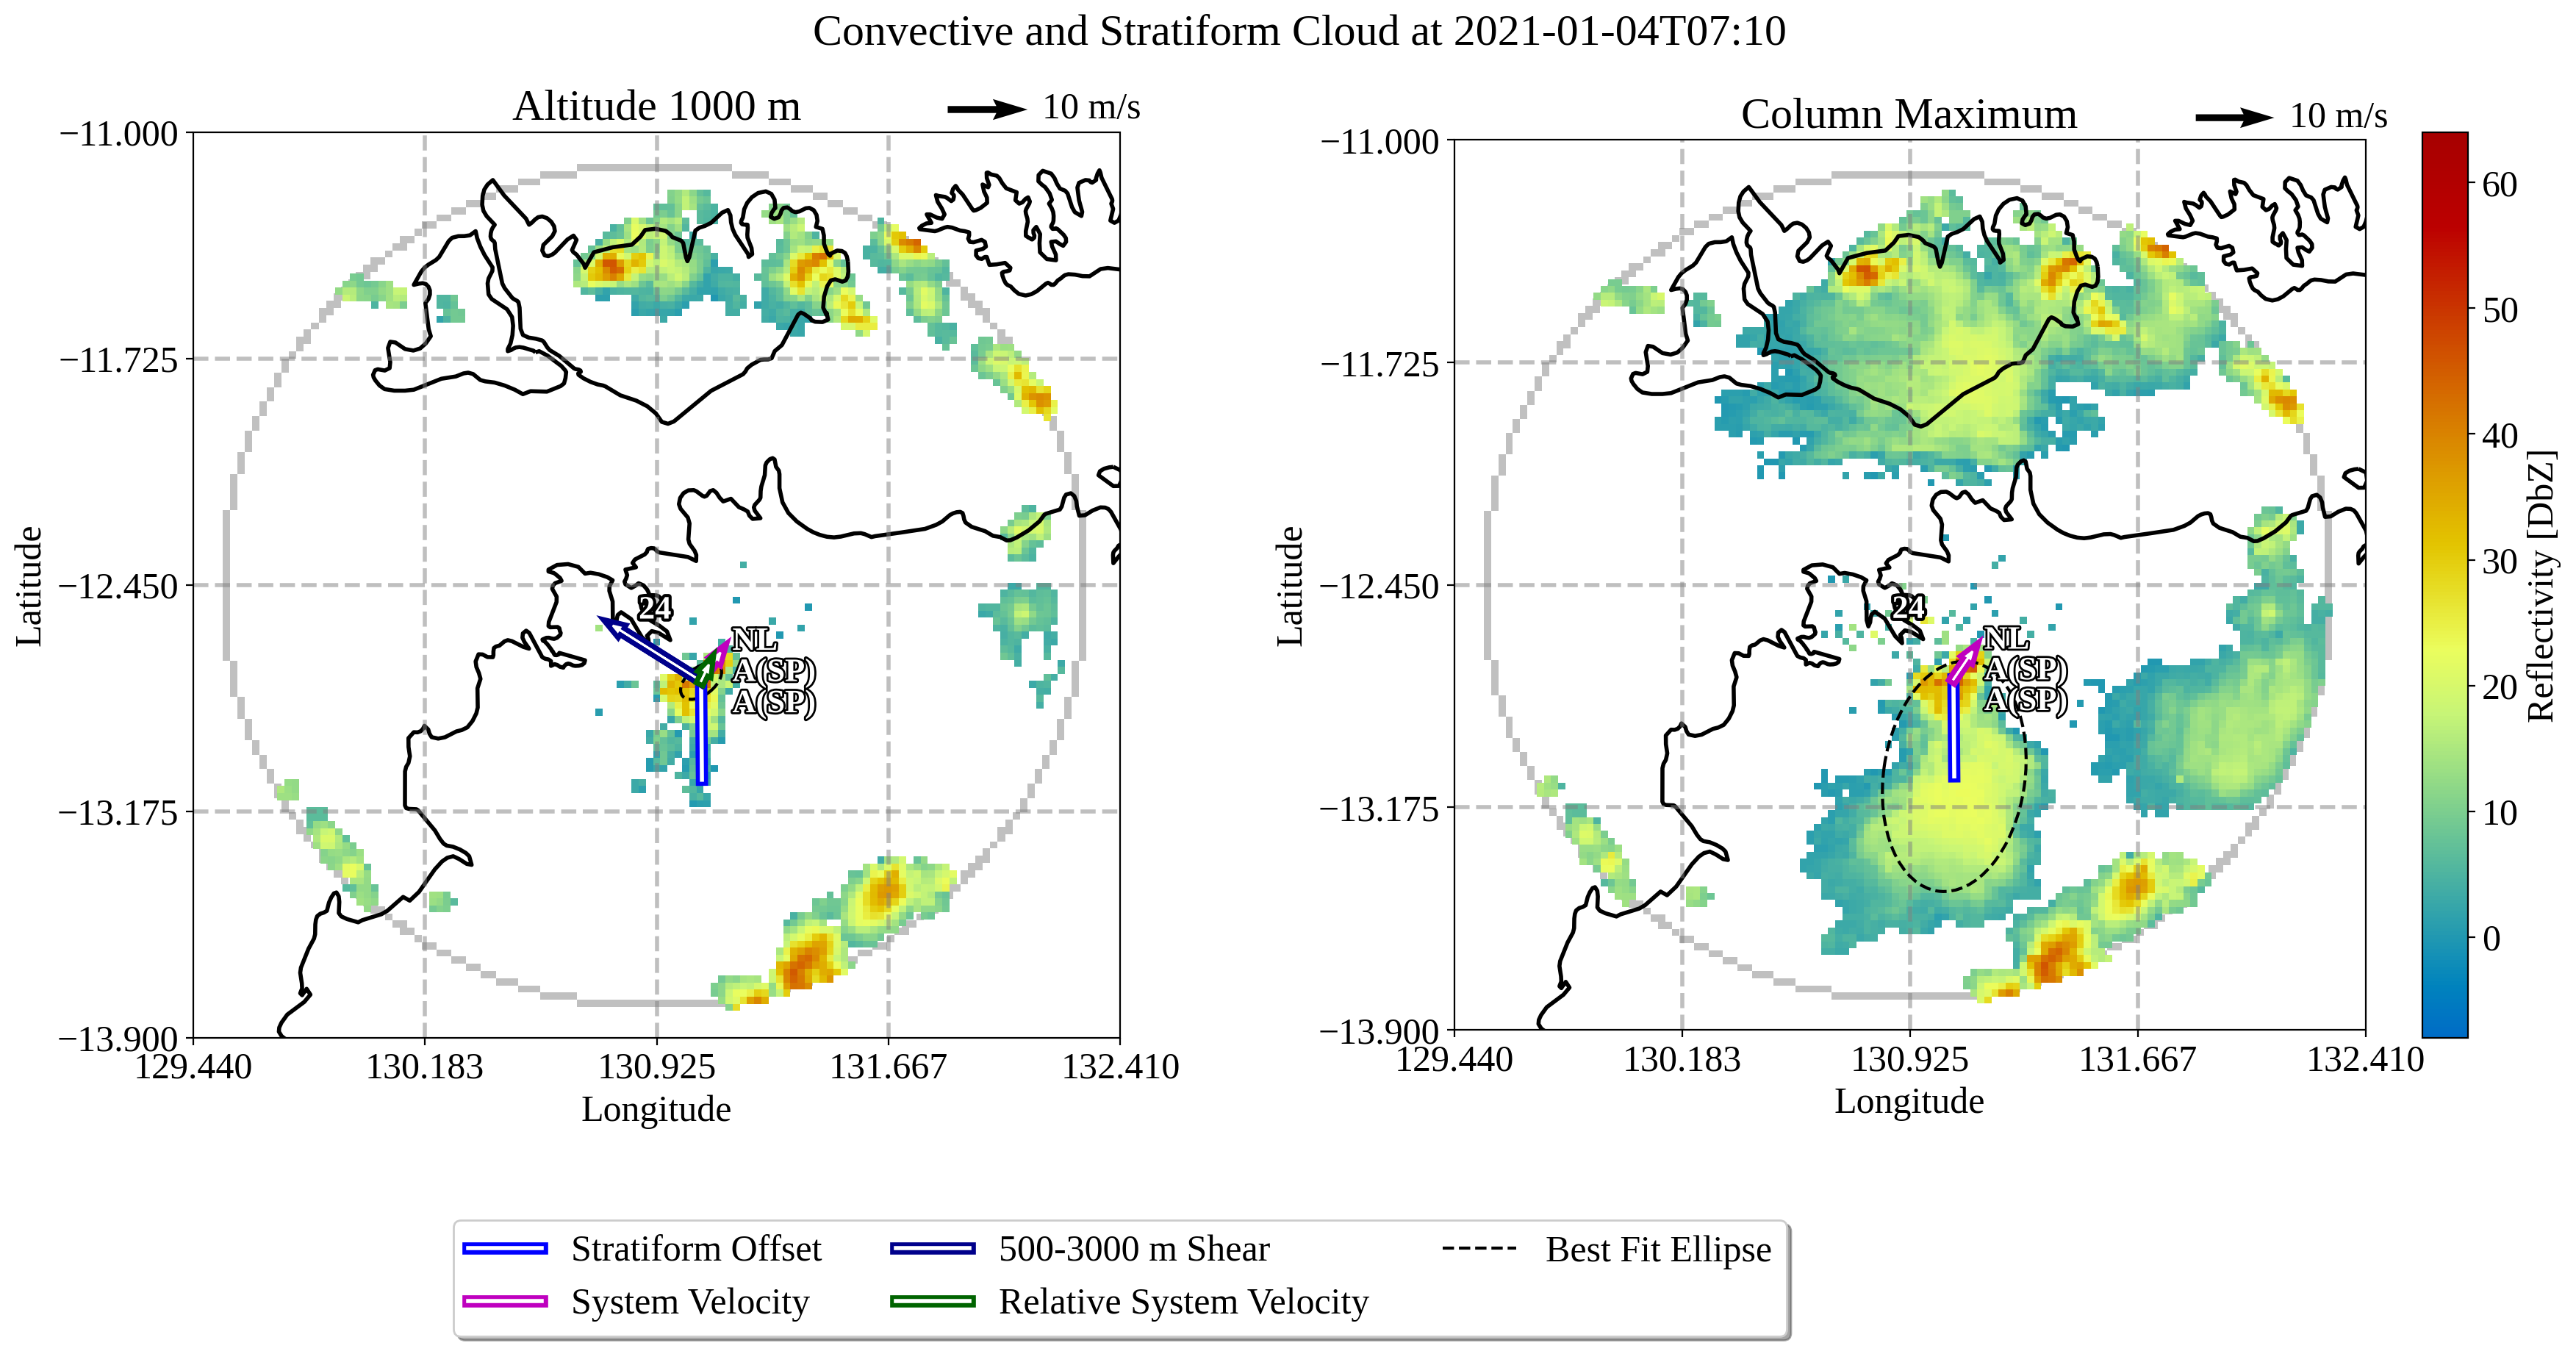 Convective and Stratiform Cloud at 2021-01-04T07:10
Altitude 1000 m
10 m/s
−11.000
−11.725
−12.450
−13.175
−13.900
Latitude
129.440
130.183
130.925
131.667
132.410
Longitude
24
NL
A(SP)
A(SP)
Column Maximum
10 m/s
−11.000
−11.725
−12.450
−13.175
−13.900
Latitude
129.440
130.183
130.925
131.667
132.410
Longitude
24
NL
A(SP)
A(SP)
60
50
40
30
20
10
0
Reflectivity [DbZ]
Stratiform Offset
System Velocity
500-3000 m Shear
Relative System Velocity
Best Fit Ellipse